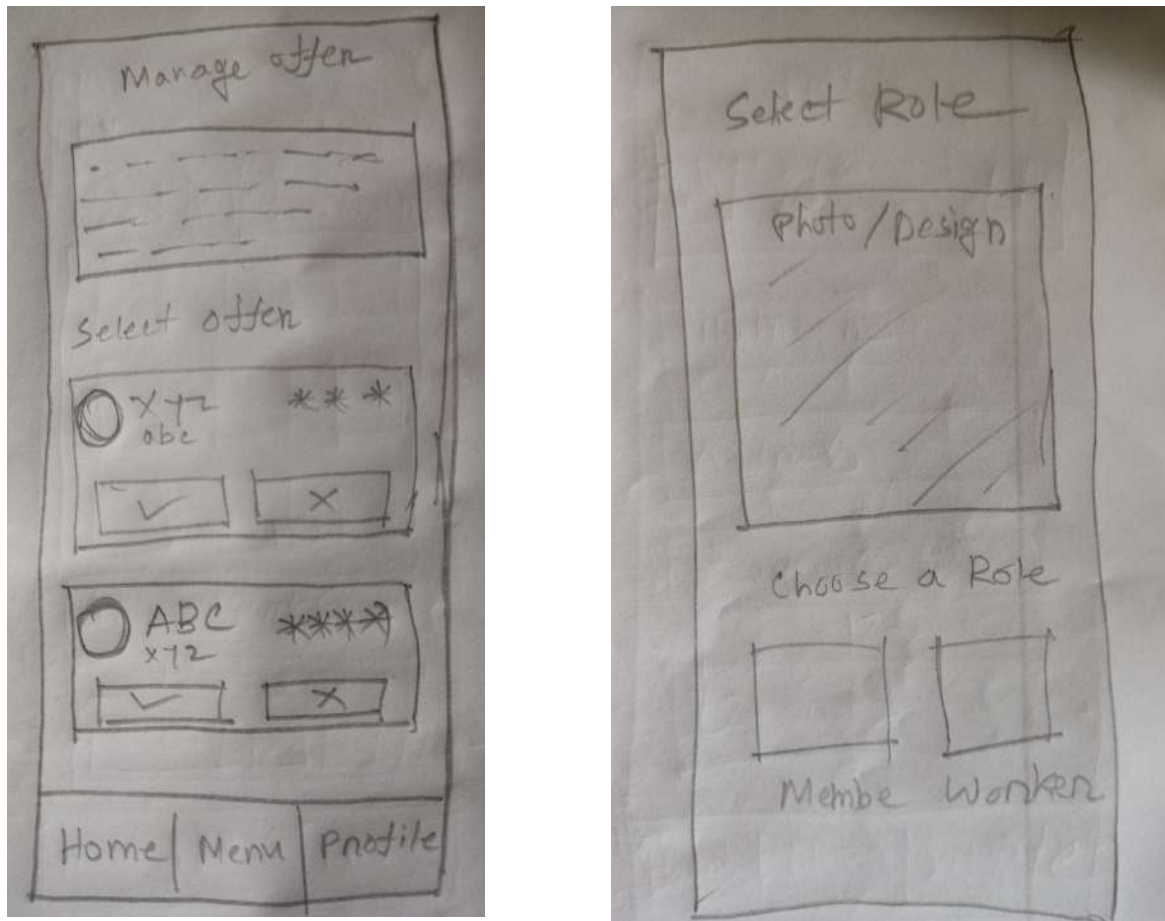 Manage offer
Select offer
XYZ
***
abc
✓
X
ABC
****
xyz
✓
X
Home
Menu
Profile
Select Role
Photo/Design
Choose a Role
Membe
Worker